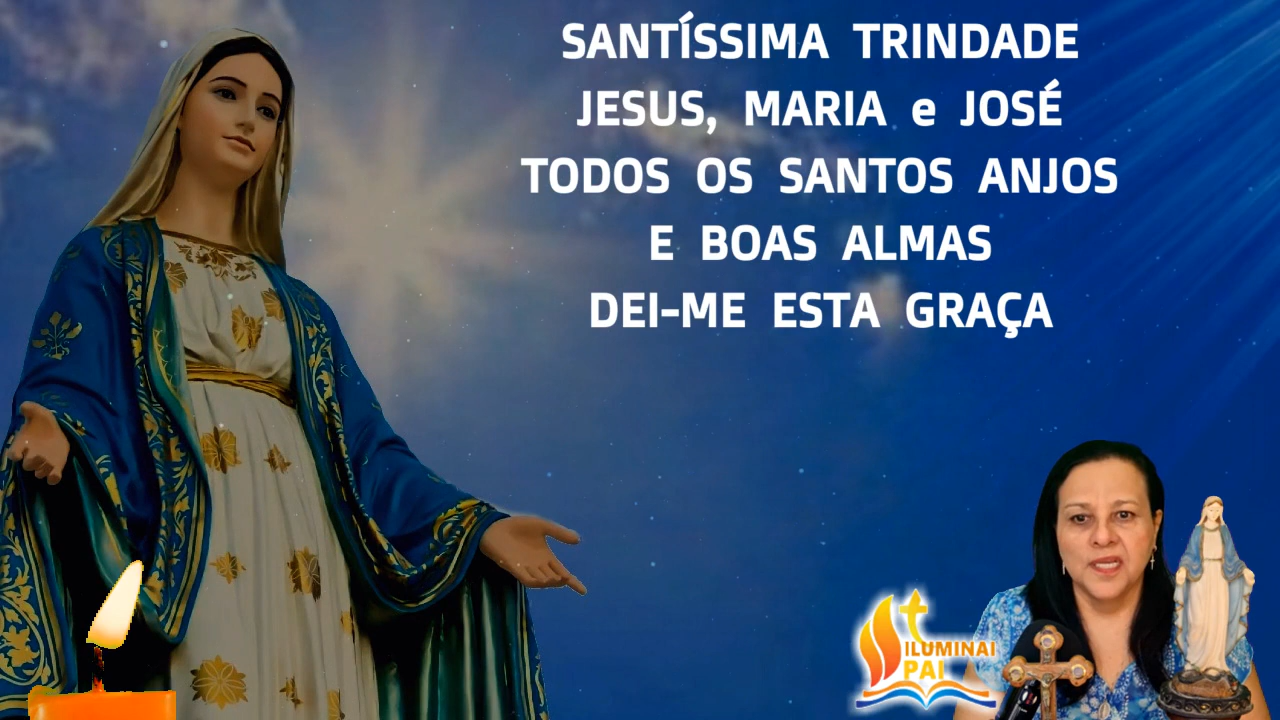 SANTÍSSIMA TRINDADE
JESUS, MARIA e JOSÉ
TODOS OS SANTOS ANJOS
E BOAS ALMAS
DEI-ME ESTA GRAÇA
ILUMINAI
PAI